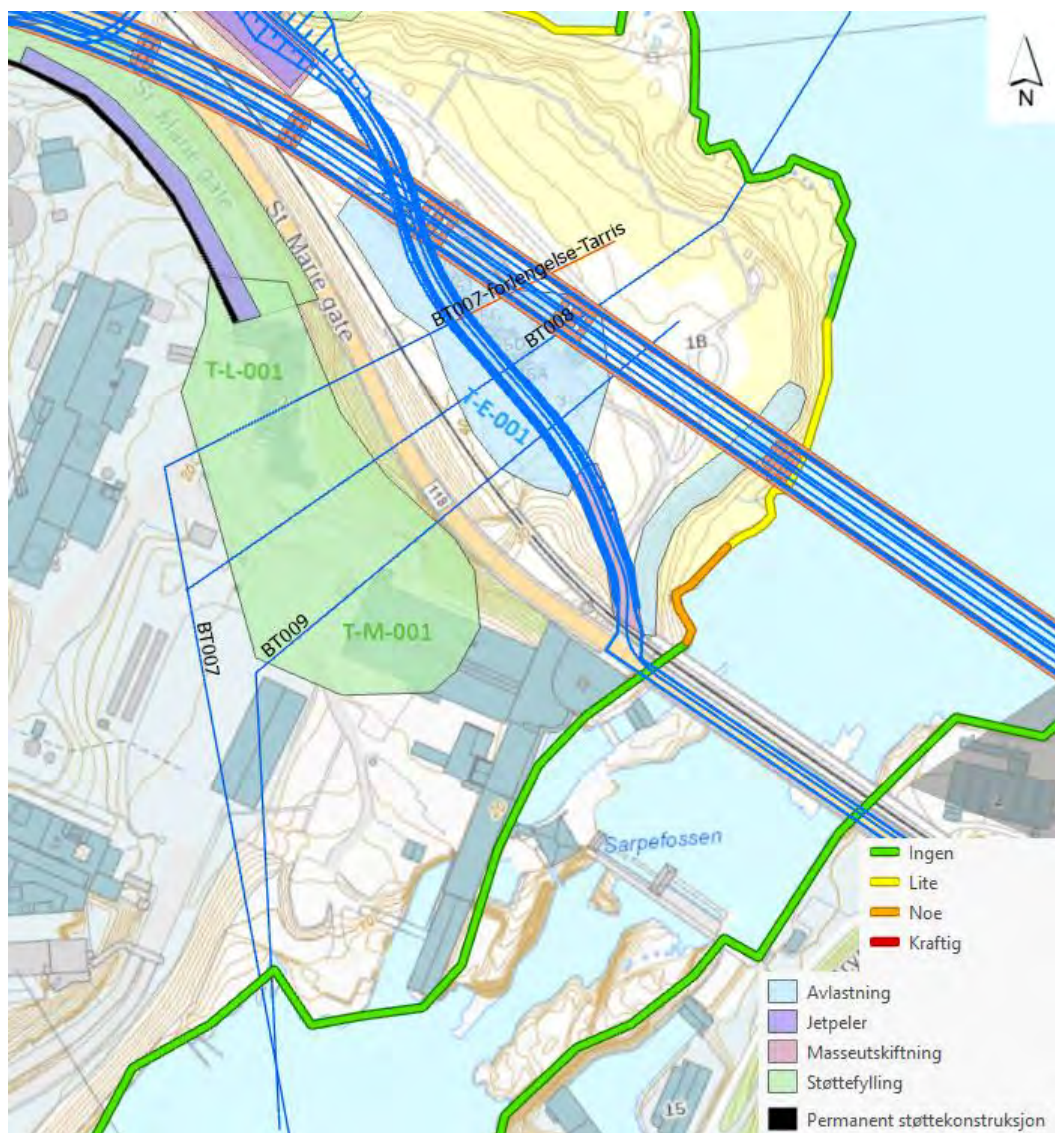 N
St. Marie gate
St. Marie gate
BT007-forlengelse-Tarris
BT008
1B
T-L-001
T-E-001
118
T-M-001
BT009
BT007
Sarpefossen
15
Ingen
Lite
Noe
Kraftig
Avlastning
Jetpeler
Masseutskiftning
Støttefylling
Permanent støttekonstruksjon